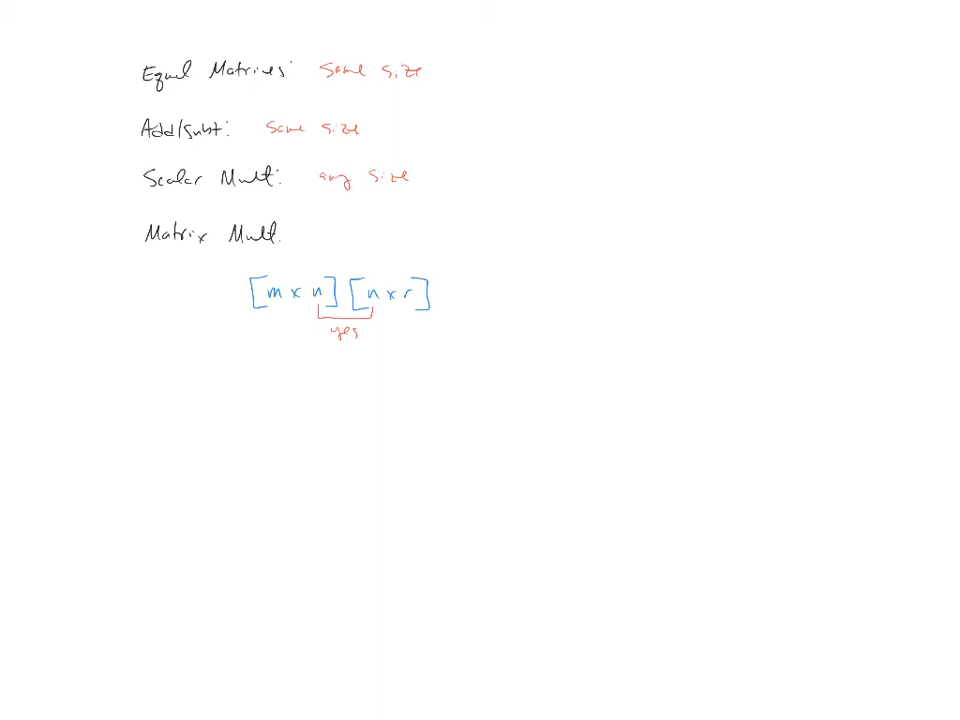 Equal Matrices: Same size
Add/Subt: Same size
Scalar Mult: any size
Matrix Mult.
[m x n] [n x r]
yes